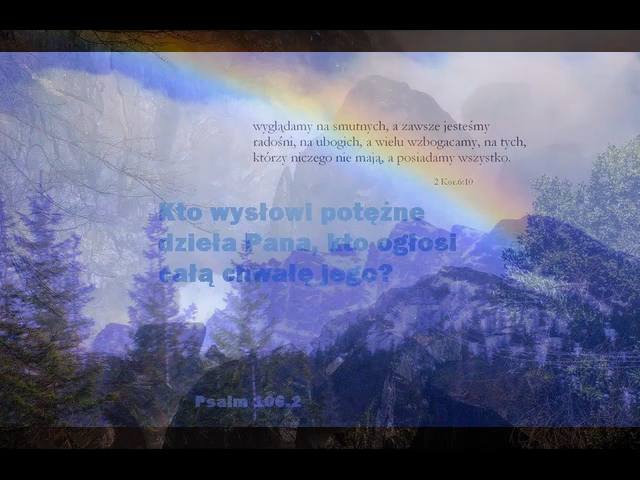 wyglądamy na smutnych, a zawsze jesteśmy
radośni, na ubogich, a wielu wzbogacamy, na tych,
którzy niczego nie mają, a posiadamy wszystko.
2 Kor.6:10
Kto wysłowi potężne
dzieła Pana, kto ogłosi
całą chwałę jego?
Psalm 106.2